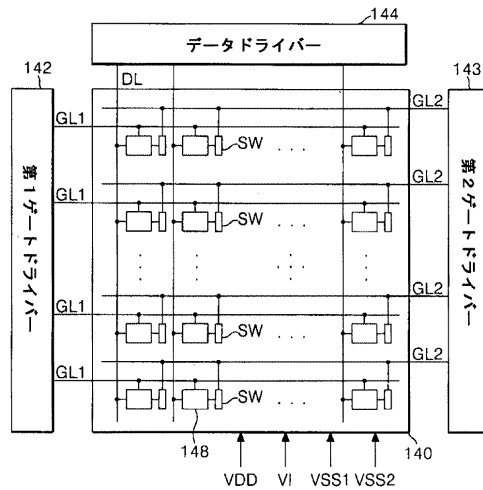 144
データドライバー
142
143
DL
GL1
GL2
SW
. . .
GL1
GL2
SW
. . .
第1ゲートドライバー
第2ゲートドライバー
GL1
GL2
SW
. . .
GL1
GL2
SW
. . .
148
140
VDD
VI
VSS1
VSS2